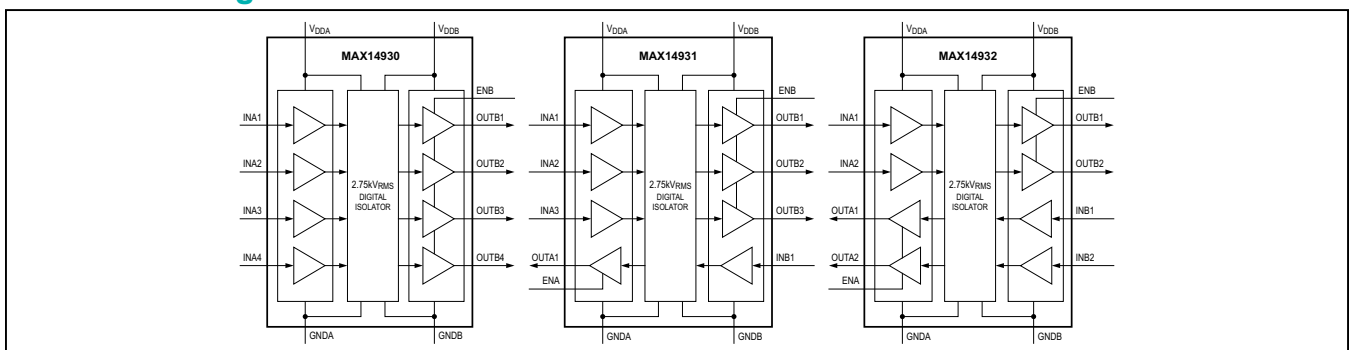 g
VDDA VDDB
MAX14930
ENB
INA1 OUTB1
INA2 OUTB2
2.75kVRMS
DIGITAL
ISOLATOR
INA3 OUTB3
INA4 OUTB4
GNDA GNDB
VDDA VDDB
MAX14931
ENB
INA1 OUTB1
INA2 OUTB2
2.75kVRMS
DIGITAL
ISOLATOR
INA3 OUTB3
OUTA1 INB1
ENA
GNDA GNDB
VDDA VDDB
MAX14932
ENB
INA1 OUTB1
INA2 OUTB2
2.75kVRMS
DIGITAL
ISOLATOR
OUTA1 INB1
OUTA2 INB2
ENA
GNDA GNDB